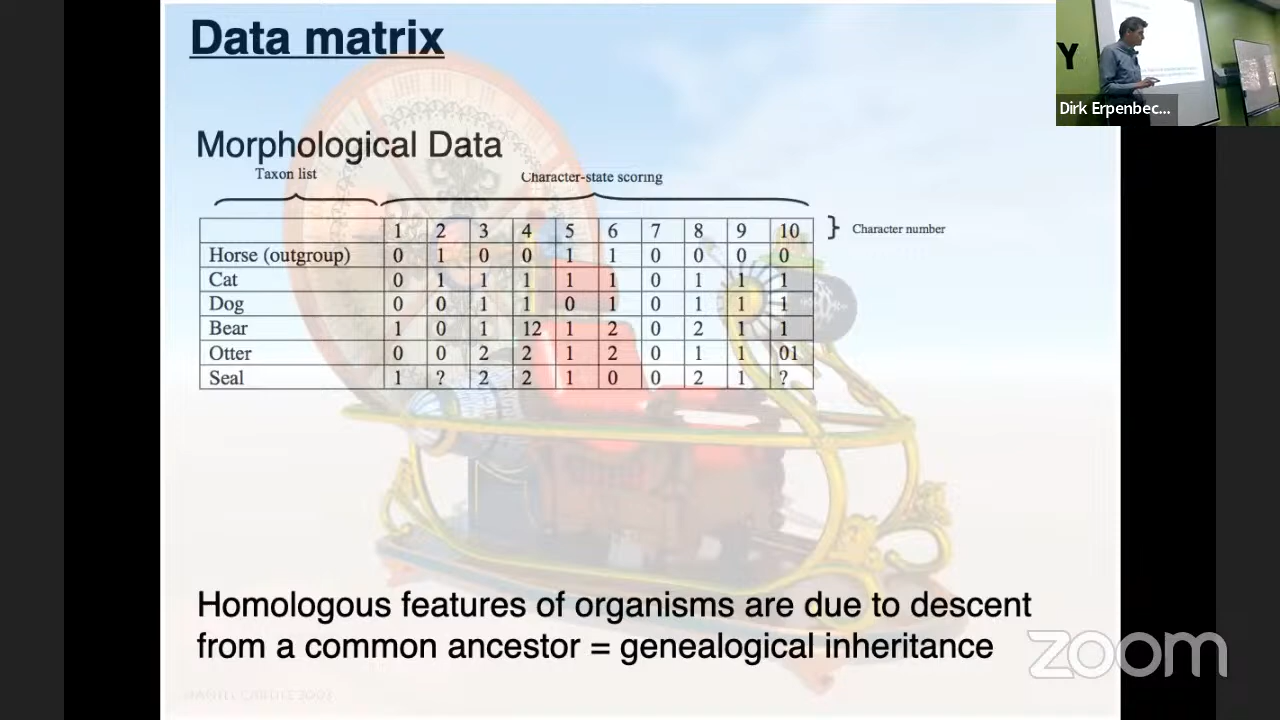 Data matrix
Y
Dirk Erpenbec...
Morphological Data
Taxon list
Character-state scoring
1 2 3 4 5 6 7 8 9 10
Character number
Horse (outgroup) 0 1 0 0 1 1 0 0 0 0
Cat 0 1 1 1 1 1 0 1 1 1
Dog 0 0 1 1 0 1 0 1 1 1
Bear 1 0 1 12 1 2 0 2 1 1
Otter 0 0 2 2 1 2 0 1 1 01
Seal 1 ? 2 2 1 0 0 2 1 ?
Homologous features of organisms are due to descent
from a common ancestor = genealogical inheritance
zoom